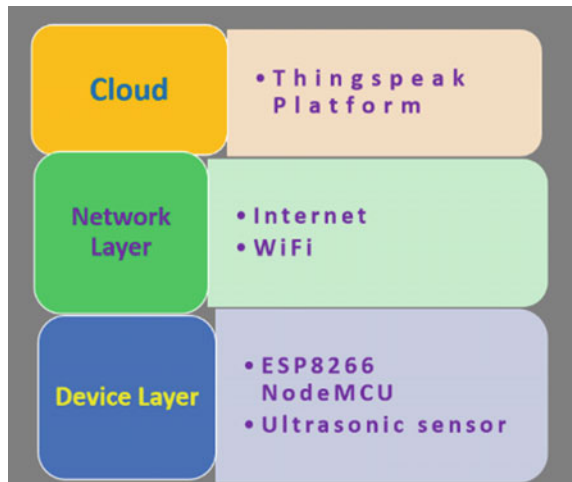 Cloud
• Thingspeak
Platform
Network
Layer
• Internet
• WiFi
Device Layer
• ESP8266
NodeMCU
• Ultrasonic sensor